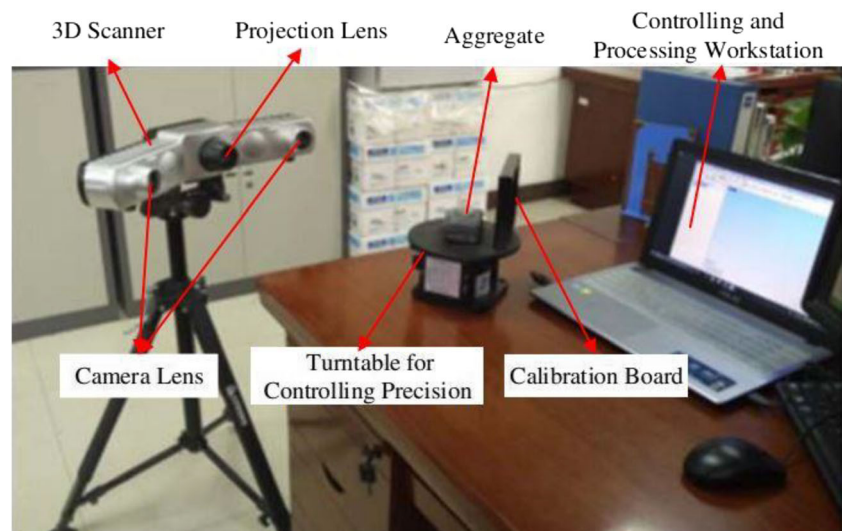 3D Scanner
Projection Lens
Aggregate
Controlling and
Processing Workstation
Camera Lens
Turntable for
Controlling Precision
Calibration Board